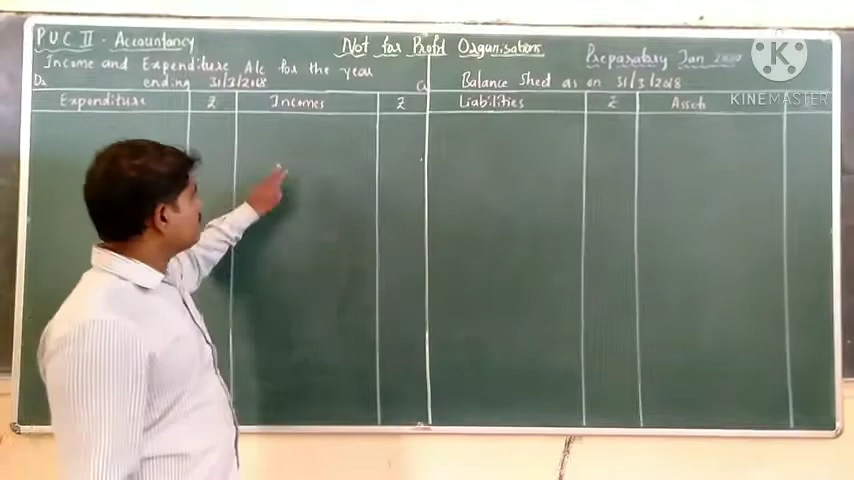 PUC II - Accountancy
Not for Profit Organisations
Preparatory Jan 2020
Income and Expenditure A/c for the year
ending 31/3/2018
Dr
Cr
Balance Sheet as on 31/3/2018
Expenditure ₹ Incomes ₹ Liabilities ₹ Assets
K
KINEMASTER